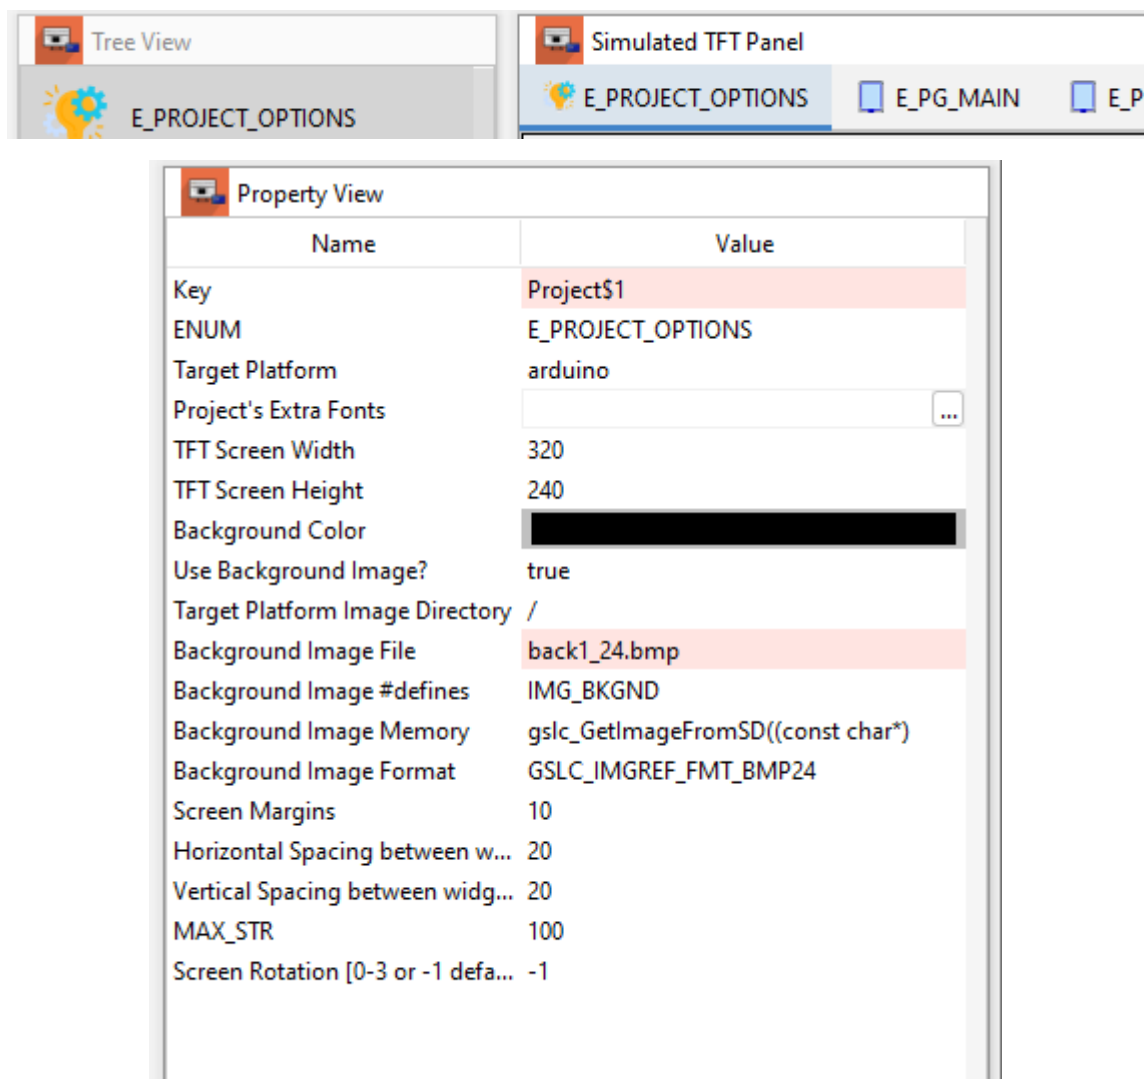 Tree View
Simulated TFT Panel
E_PROJECT_OPTIONS
E_PROJECT_OPTIONS E_PG_MAIN E_P
Property View
Name Value
Key Project$1
ENUM E_PROJECT_OPTIONS
Target Platform arduino
Project's Extra Fonts ...
TFT Screen Width 320
TFT Screen Height 240
Background Color
Use Background Image? true
Target Platform Image Directory /
Background Image File back1_24.bmp
Background Image #defines IMG_BKGND
Background Image Memory gslc_GetImageFromSD((const char*)
Background Image Format GSLC_IMGREF_FMT_BMP24
Screen Margins 10
Horizontal Spacing between w... 20
Vertical Spacing between widg... 20
MAX_STR 100
Screen Rotation [0-3 or -1 defa... -1